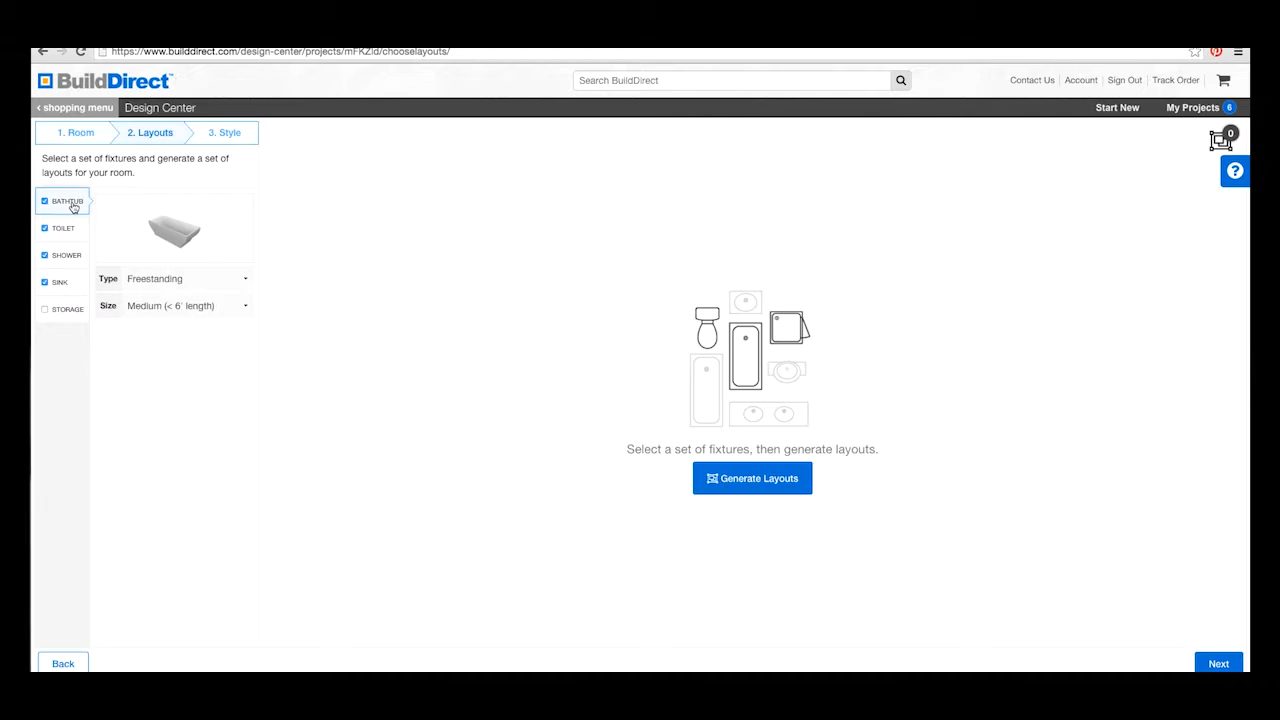 https://www.builddirect.com/design-center/projects/mFKZId/chooselayouts/
BuildDirect
Search BuildDirect
Contact Us
Account
Sign Out
Track Order
‹ shopping menu
Design Center
Start New
My Projects 6
1. Room
2. Layouts
3. Style
0
Select a set of fixtures and generate a set of
layouts for your room.
?
BATHTUB
TOILET
SHOWER
SINK
STORAGE
Type Freestanding
Size Medium (< 6' length)
Select a set of fixtures, then generate layouts.
Generate Layouts
Back
Next